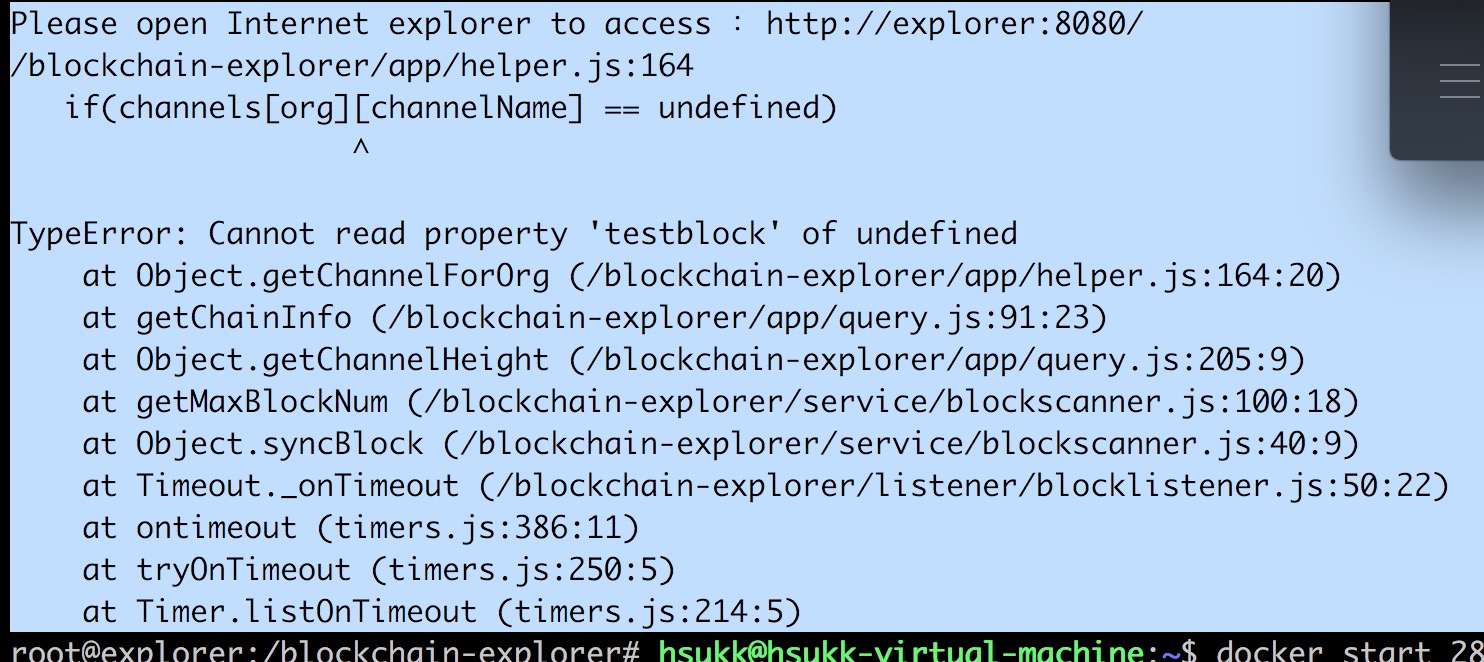 Please open Internet explorer to access : http://explorer:8080/
/blockchain-explorer/app/helper.js:164
   if(channels[org][channelName] == undefined)
                   ^
TypeError: Cannot read property 'testblock' of undefined
    at Object.getChannelForOrg (/blockchain-explorer/app/helper.js:164:20)
    at getChainInfo (/blockchain-explorer/app/query.js:91:23)
    at Object.getChannelHeight (/blockchain-explorer/app/query.js:205:9)
    at getMaxBlockNum (/blockchain-explorer/service/blockscanner.js:100:18)
    at Object.syncBlock (/blockchain-explorer/service/blockscanner.js:40:9)
    at Timeout._onTimeout (/blockchain-explorer/listener/blocklistener.js:50:22)
    at ontimeout (timers.js:386:11)
    at tryOnTimeout (timers.js:250:5)
    at Timer.listOnTimeout (timers.js:214:5)
root@explorer:/blockchain-explorer# hsukk@hsukk-virtual-machine:~$ docker start 28